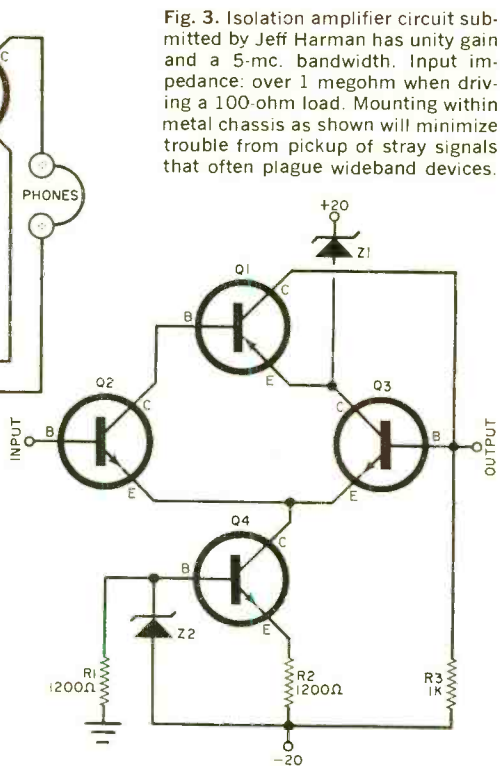 Fig. 3. Isolation amplifier circuit sub-
mitted by Jeff Harman has unity gain
and a 5-mc. bandwidth. Input im-
pedance: over 1 megohm when driv-
ing a 100-ohm load. Mounting within
metal chassis as shown will minimize
trouble from pickup of stray signals
that often plague wideband devices.
C
PHONES
+20
Z1
Q1
C
B
E
Q2
C
B
E
INPUT
Q3
C
B
E
OUTPUT
Q4
C
B
E
Z2
R1
1200Ω
R2
1200Ω
R3
1K
-20